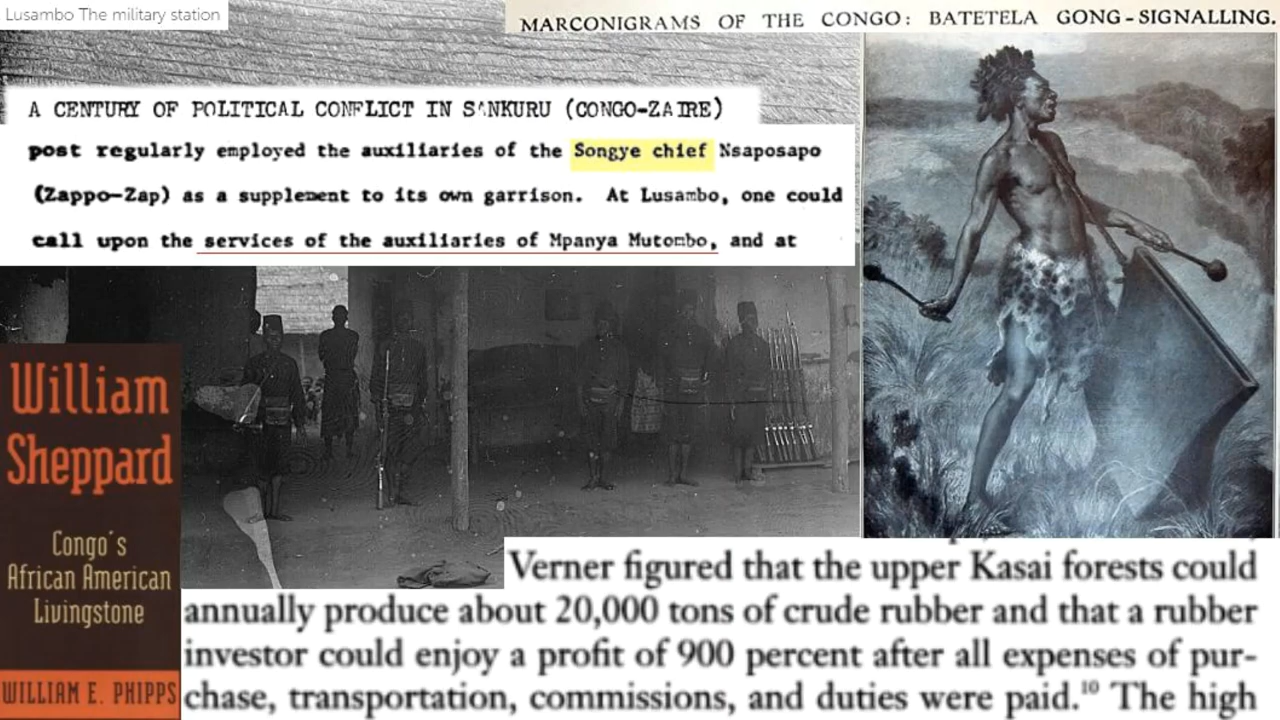 Lusambo The military station
MARCONIGRAMS OF THE CONGO: BATETELA GONG-SIGNALLING.
A CENTURY OF POLITICAL CONFLICT IN SANKURU (CONGO-ZAIRE)
post regularly employed the auxiliaries of the Songye chief Nsaposapo
(Zappo-Zap) as a supplement to its own garrison. At Lusambo, one could
call upon the services of the auxiliaries of Mpanya Mutombo, and at
William
Sheppard
Congo's
African American
Livingstone
WILLIAM E. PHIPPS
Verner figured that the upper Kasai forests could
annually produce about 20,000 tons of crude rubber and that a rubber
investor could enjoy a profit of 900 percent after all expenses of pur-
chase, transportation, commissions, and duties were paid.¹⁰ The high